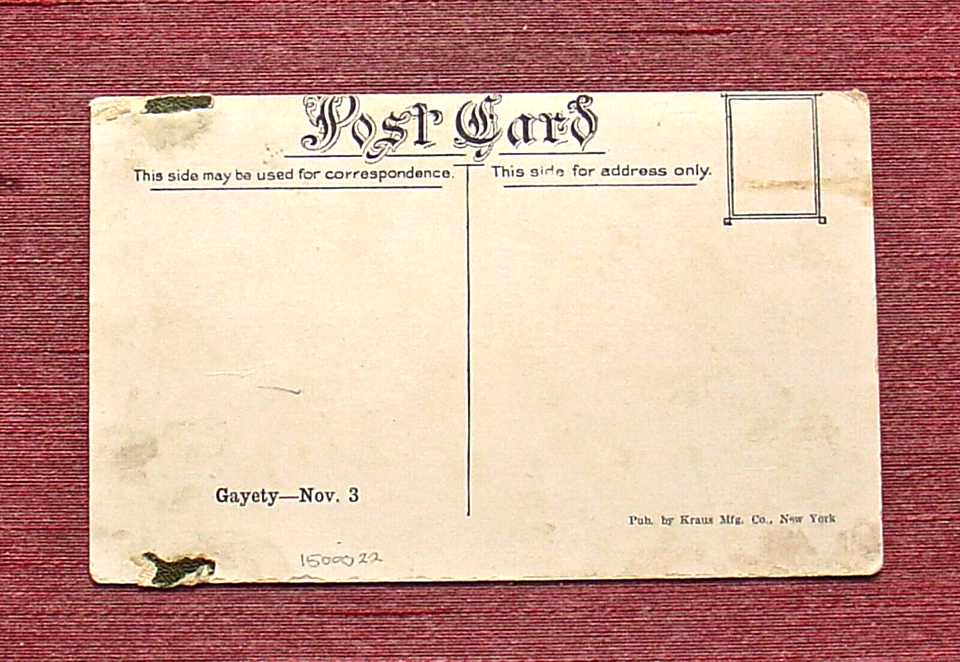 Post Card
This side may be used for correspondence.
This side for address only.
Gayety—Nov. 3
Pub. by Kraus Mfg. Co., New York